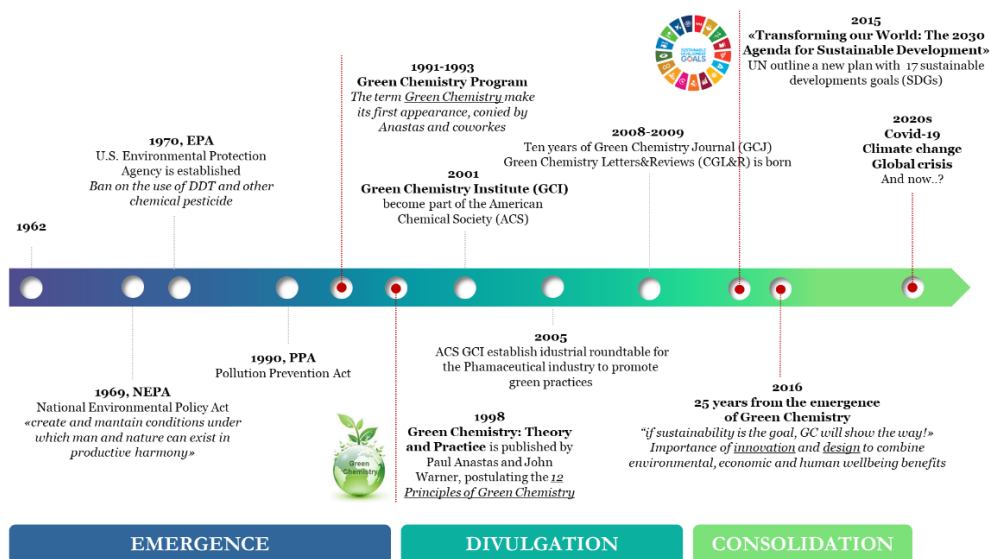 1962
1969, NEPA
National Environmental Policy Act
«create and mantain conditions under
which man and nature can exist in
productive harmony»
1970, EPA
U.S. Environmental Protection
Agency is established
Ban on the use of DDT and other
chemical pesticide
1990, PPA
Pollution Prevention Act
1991-1993
Green Chemistry Program
The term Green Chemistry make
its first appearance, conied by
Anastas and coworkes
Green
Chemistry
1998
Green Chemistry: Theory
and Practice is published by
Paul Anastas and John
Warner, postulating the 12
Principles of Green Chemistry
2001
Green Chemistry Institute (GCI)
become part of the American
Chemical Society (ACS)
2005
ACS GCI establish idustrial roundtable for
the Phamaceutical industry to promote
green practices
2008-2009
Ten years of Green Chemistry Journal (GCJ)
Green Chemistry Letters&Reviews (CGL&R) is born
SUSTAINABLE
DEVELOPMENT
GOALS
2015
«Transforming our World: The 2030
Agenda for Sustainable Development»
UN outline a new plan with 17 sustainable
developments goals (SDGs)
2016
25 years from the emergence
of Green Chemistry
“if sustainability is the goal, GC will show the way!»
Importance of innovation and design to combine
environmental, economic and human wellbeing benefits
2020s
Covid-19
Climate change
Global crisis
And now..?
EMERGENCE
DIVULGATION
CONSOLIDATION